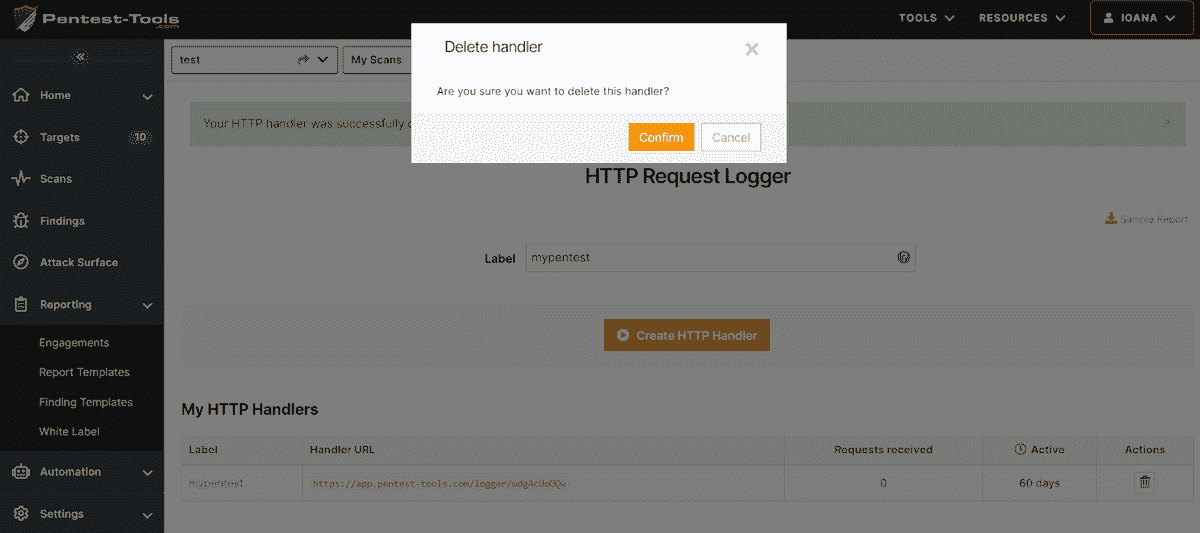 Pentest-Tools
.com
TOOLS
RESOURCES
IOANA
test
My Scans
Delete handler
Are you sure you want to delete this handler?
Confirm
Cancel
Home
Targets
10
Scans
Findings
Attack Surface
Reporting
Engagements
Report Templates
Finding Templates
White Label
Automation
Settings
Your HTTP handler was successfully
HTTP Request Logger
Sample Report
Label mypentest
Create HTTP Handler
My HTTP Handlers
Label Handler URL Requests received Active Actions
mypentest https://app.pentest-tools.com/logger/wdgAcUoOQw 0 60 days